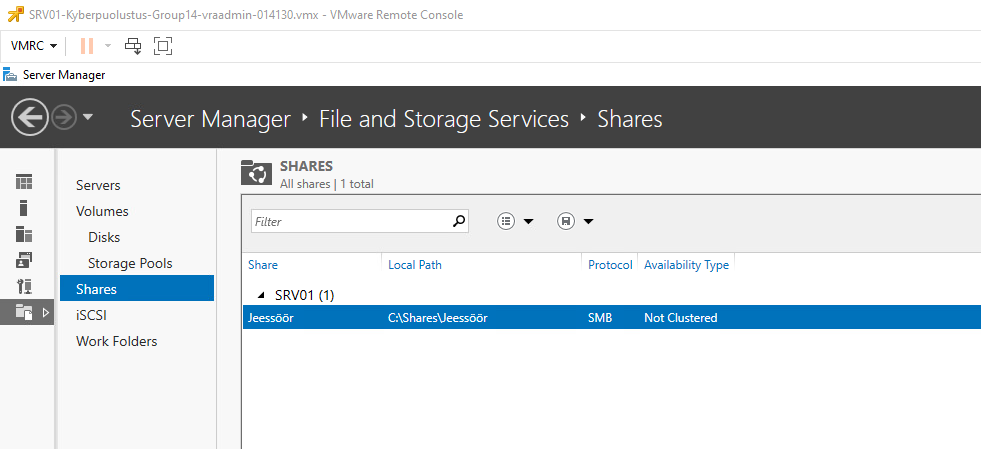 SRV01-Kyberpuolustus-Group14-vraadmin-014130.vmx - VMware Remote Console
VMRC
Server Manager
Server Manager File and Storage Services Shares
Servers
Volumes
Disks
Storage Pools
Shares
iSCSI
Work Folders
SHARES
All shares | 1 total
Filter
Share Local Path Protocol Availability Type
SRV01 (1)
Jeessöör C:\Shares\Jeessöör SMB Not Clustered